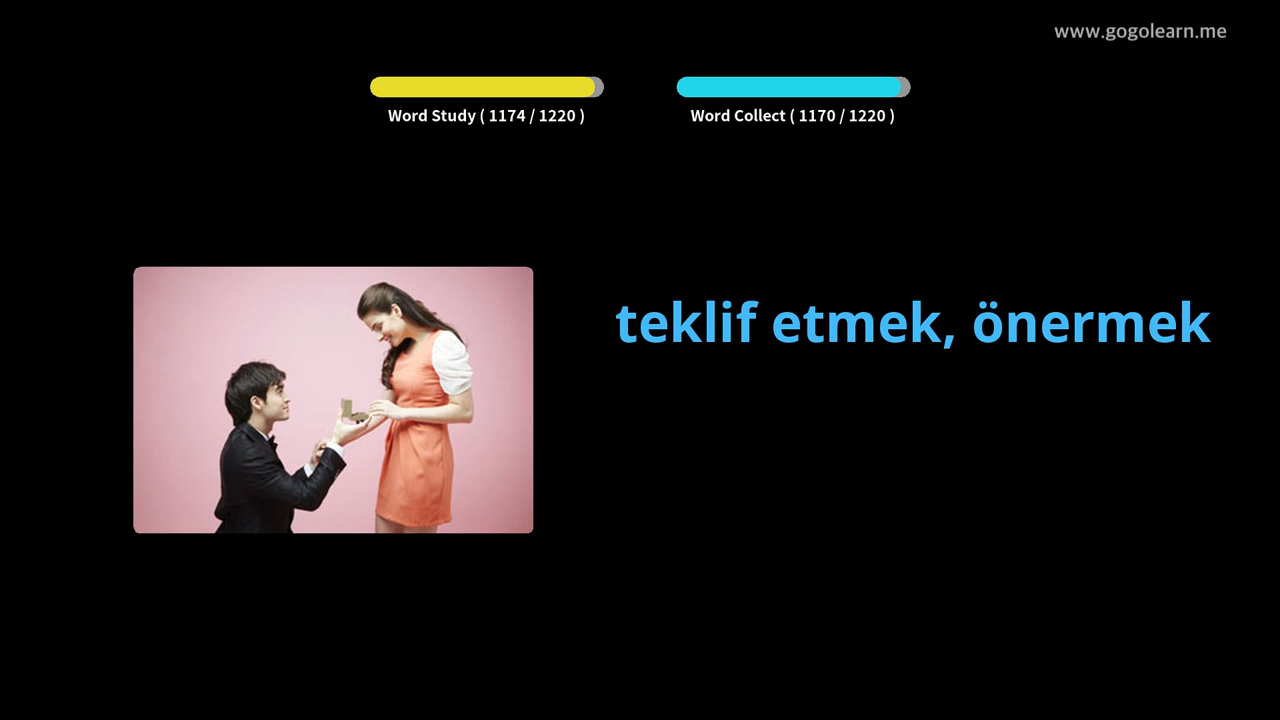 www.gogolearn.me
Word Study ( 1174 / 1220 )
Word Collect ( 1170 / 1220 )
teklif etmek, önermek